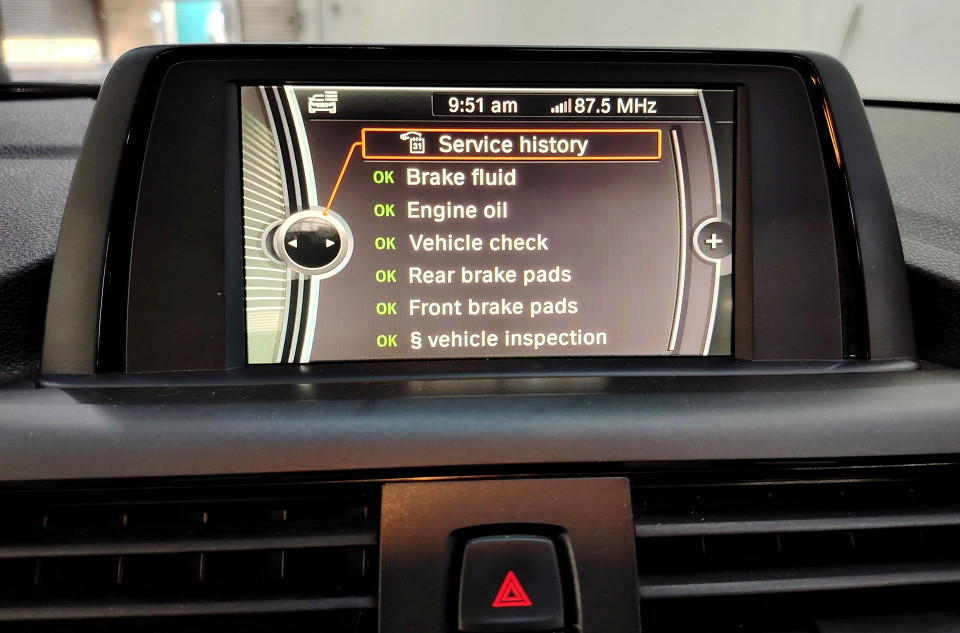 9:51 am 87.5 MHz
31 Service history
OK Brake fluid
OK Engine oil
OK Vehicle check
OK Rear brake pads
OK Front brake pads
OK § vehicle inspection